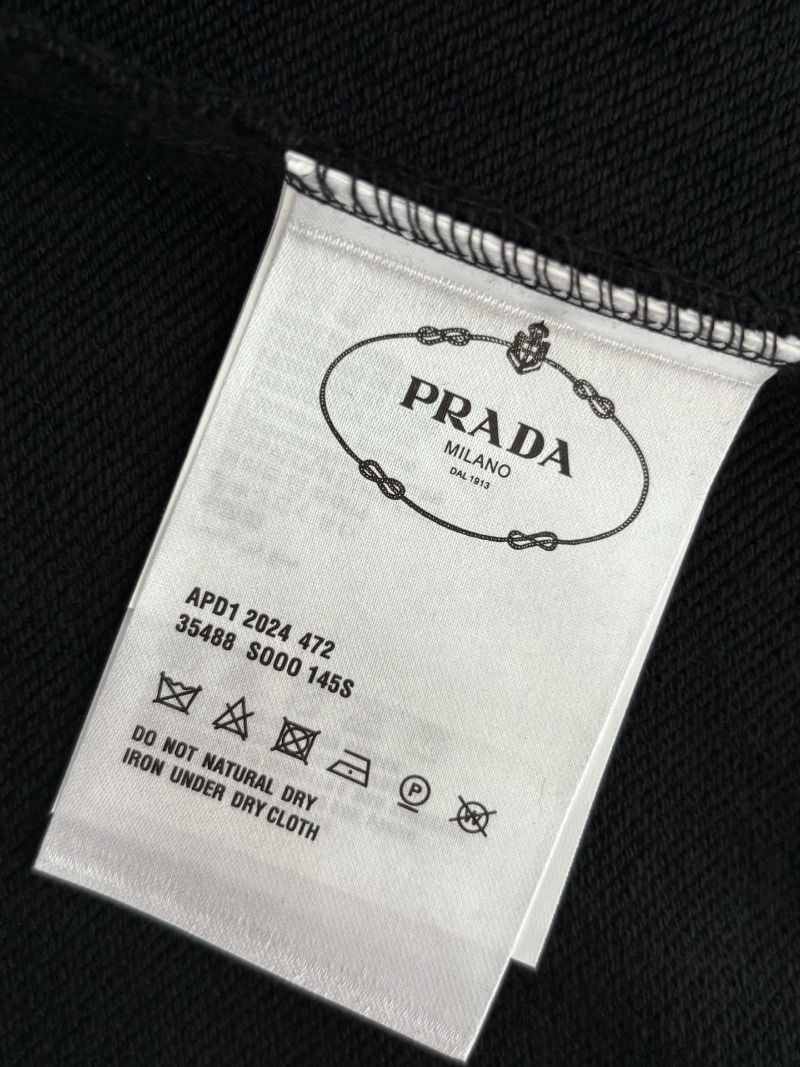 PRADA
MILANO
DAL 1913
APD1 2024 472
35488 S000 145S
P
W
DO NOT NATURAL DRY
IRON UNDER DRY CLOTH